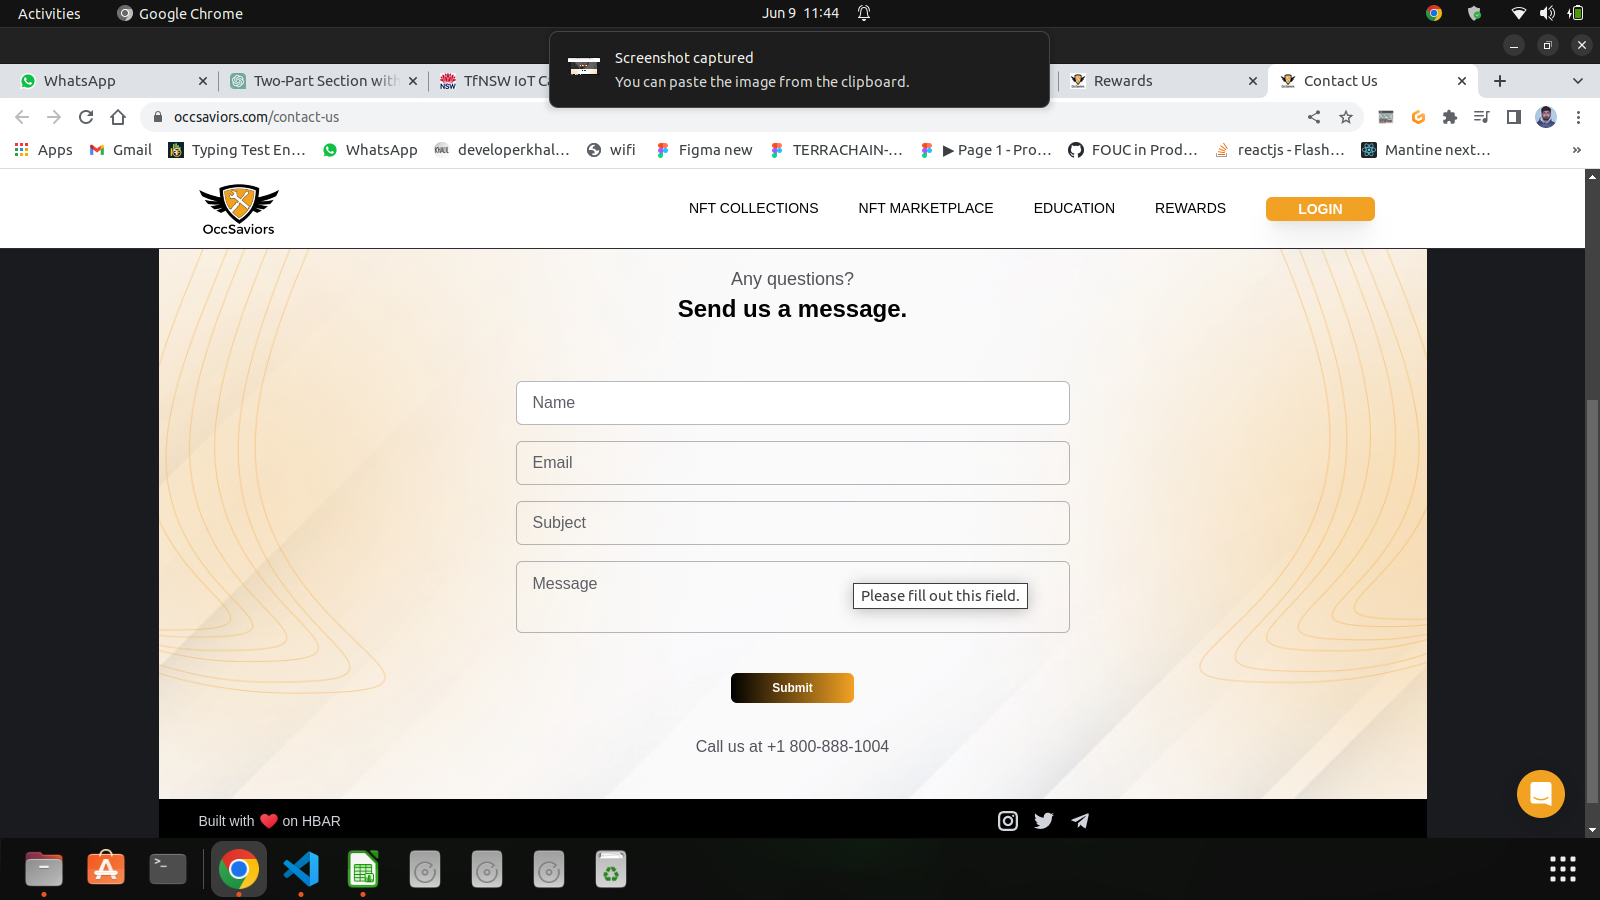 Activities
Google Chrome
Jun 9 11:44
Screenshot captured
You can paste the image from the clipboard.
WhatsApp
Two-Part Section with
TfNSW IoT Ca
Rewards
Contact Us
occsaviors.com/contact-us
Apps
Gmail
Typing Test En…
WhatsApp
developerkhal…
wifi
Figma new
TERRACHAIN-…
▶ Page 1 - Pro…
FOUC in Prod…
reactjs - Flash…
Mantine next…
»
OccSaviors
NFT COLLECTIONS
NFT MARKETPLACE
EDUCATION
REWARDS
LOGIN
Any questions?
Send us a message.
Name
Email
Subject
Message
Please fill out this field.
Submit
Call us at +1 800-888-1004
Built with ❤️ on HBAR